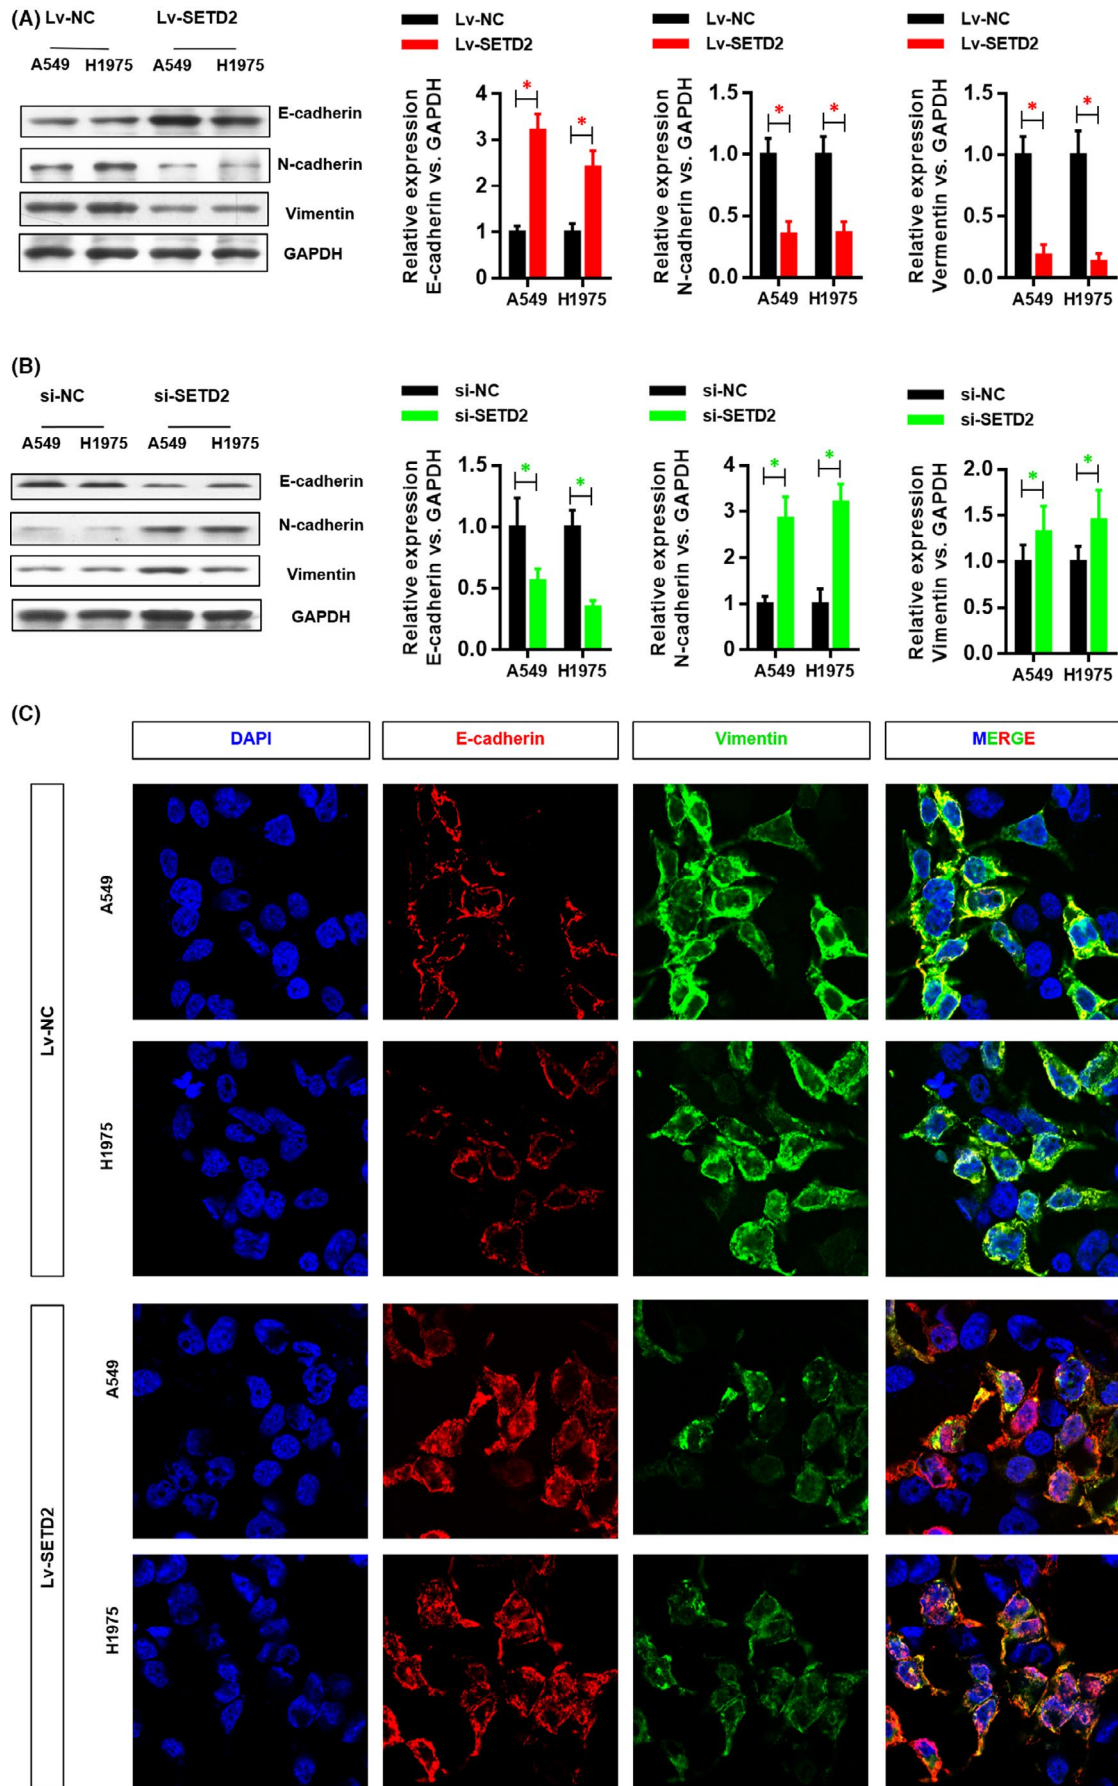 (A)
Lv-NC Lv-SETD2
A549 H1975 A549 H1975
E-cadherin
N-cadherin
Vimentin
GAPDH
Lv-NC
Lv-SETD2
Relative expression
E-cadherin vs. GAPDH
4
3
2
1
0
* *
A549 H1975
Lv-NC
Lv-SETD2
Relative expression
N-cadherin vs. GAPDH
1.5
1.0
0.5
0.0
* *
A549 H1975
Lv-NC
Lv-SETD2
Relative expression
Vermentin vs. GAPDH
1.5
1.0
0.5
0.0
* *
A549 H1975
(B)
si-NC si-SETD2
A549 H1975 A549 H1975
E-cadherin
N-cadherin
Vimentin
GAPDH
si-NC
si-SETD2
Relative expression
E-cadherin vs. GAPDH
1.5
1.0
0.5
0.0
* *
A549 H1975
si-NC
si-SETD2
Relative expression
N-cadherin vs. GAPDH
4
3
2
1
0
* *
A549 H1975
si-NC
si-SETD2
Relative expression
Vimentin vs. GAPDH
2.0
1.5
1.0
0.5
0.0
* *
A549 H1975
(C)
DAPI E-cadherin Vimentin MERGE
Lv-NC
A549
H1975
Lv-SETD2
A549
H1975